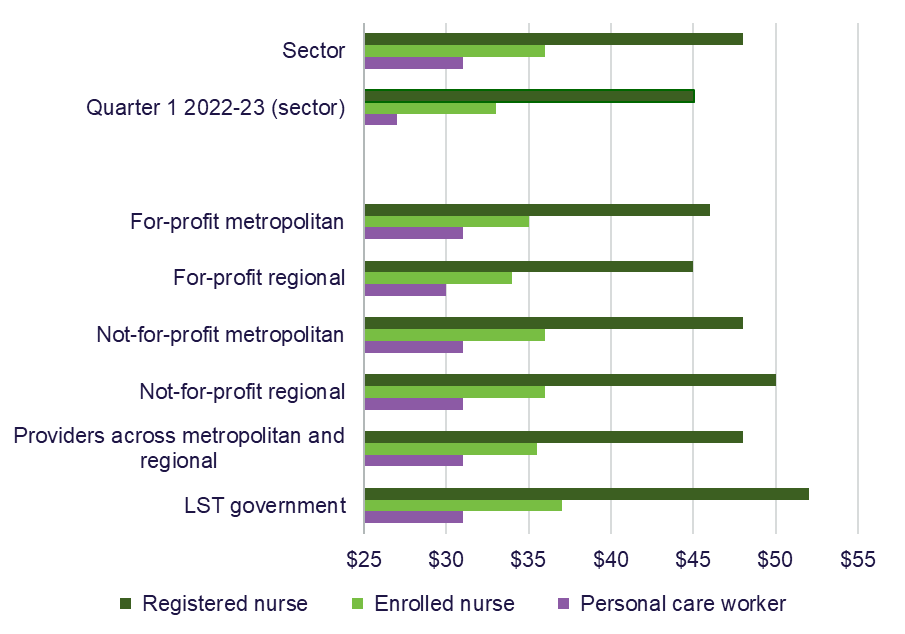 Sector
Quarter 1 2022-23 (sector)
For-profit metropolitan
For-profit regional
Not-for-profit metropolitan
Not-for-profit regional
Providers across metropolitan and
regional
LST government
$25 $30 $35 $40 $45 $50 $55
Registered nurse Enrolled nurse Personal care worker